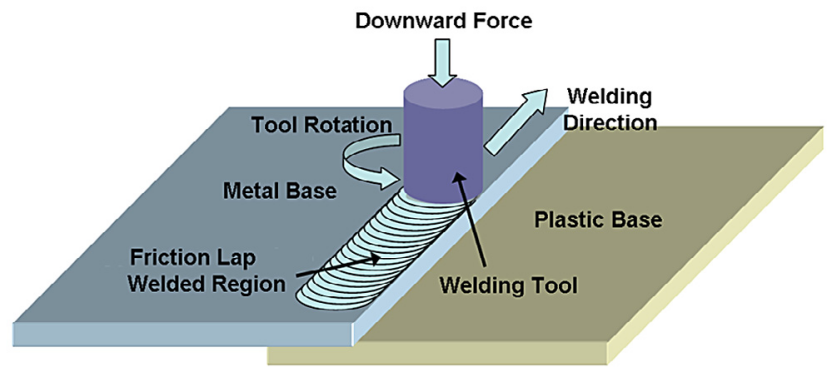 Downward Force
Welding
Direction
Tool Rotation
Metal Base
Plastic Base
Friction Lap
Welded Region
Welding Tool